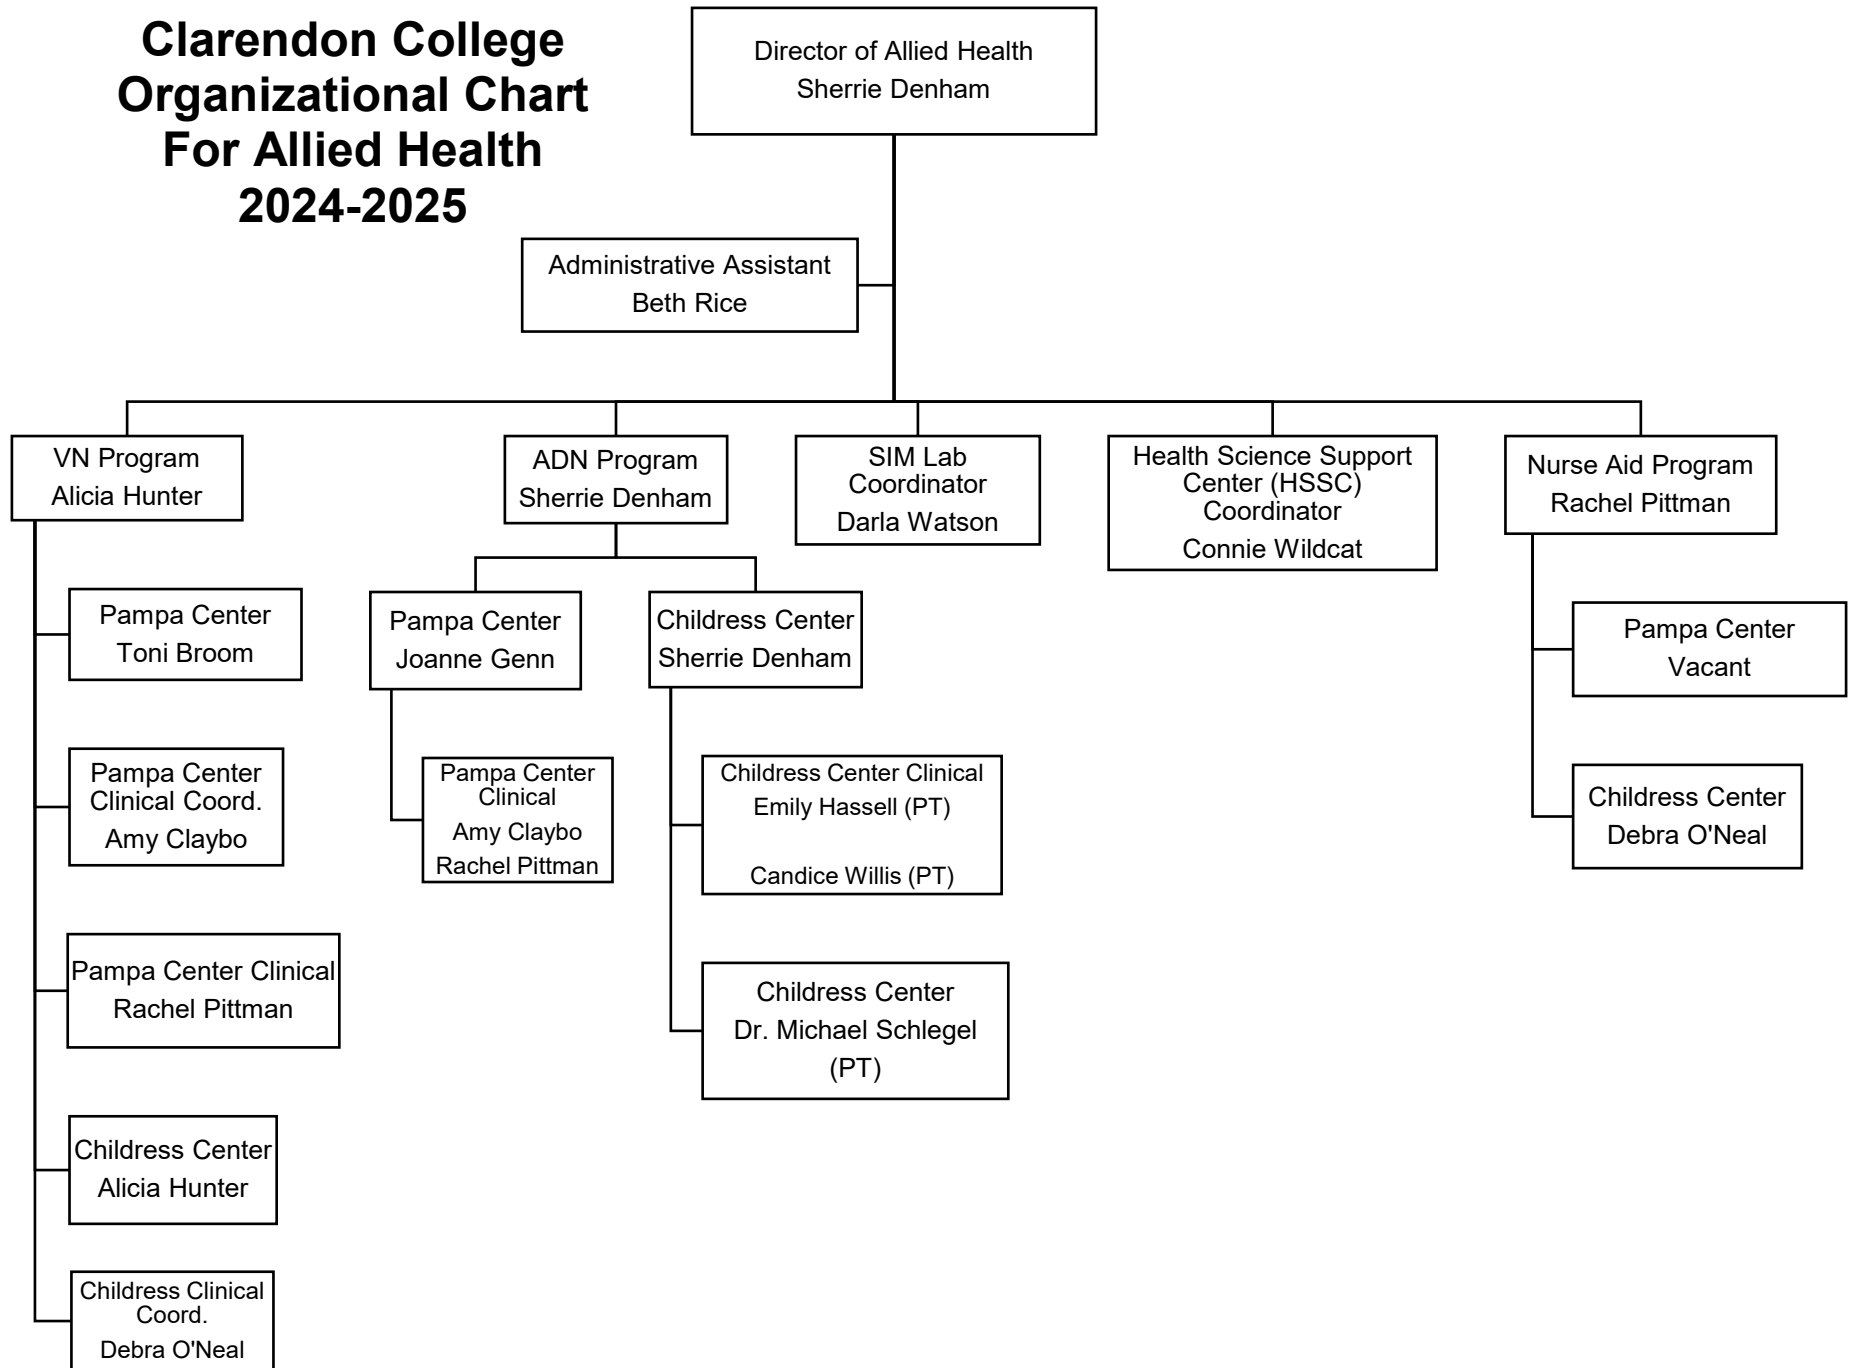 Clarendon College
Organizational Chart
For Allied Health
2024-2025
Director of Allied Health
Sherrie Denham
Administrative Assistant
Beth Rice
VN Program
Alicia Hunter
Pampa Center
Toni Broom
Pampa Center
Clinical Coord.
Amy Claybo
Pampa Center Clinical
Rachel Pittman
Childress Center
Alicia Hunter
Childress Clinical
Coord.
Debra O'Neal
ADN Program
Sherrie Denham
Pampa Center
Joanne Genn
Pampa Center
Clinical
Amy Claybo
Rachel Pittman
Childress Center
Sherrie Denham
Childress Center Clinical
Emily Hassell (PT)
Candice Willis (PT)
Childress Center
Dr. Michael Schlegel
(PT)
SIM Lab
Coordinator
Darla Watson
Health Science Support
Center (HSSC)
Coordinator
Connie Wildcat
Nurse Aid Program
Rachel Pittman
Pampa Center
Vacant
Childress Center
Debra O'Neal